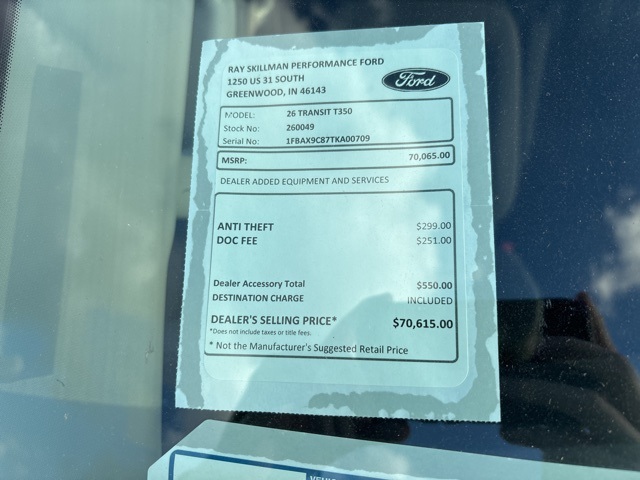 RAY SKILLMAN PERFORMANCE FORD
1250 US 31 SOUTH
GREENWOOD, IN 46143
Ford
MODEL: 26 TRANSIT T350
Stock No: 260049
Serial No: 1FBAX9C87TKA00709
MSRP: 70,065.00
DEALER ADDED EQUIPMENT AND SERVICES
ANTI THEFT $299.00
DOC FEE $251.00
Dealer Accessory Total $550.00
DESTINATION CHARGE INCLUDED
DEALER'S SELLING PRICE* $70,615.00
*Does not include taxes or title fees.
* Not the Manufacturer's Suggested Retail Price